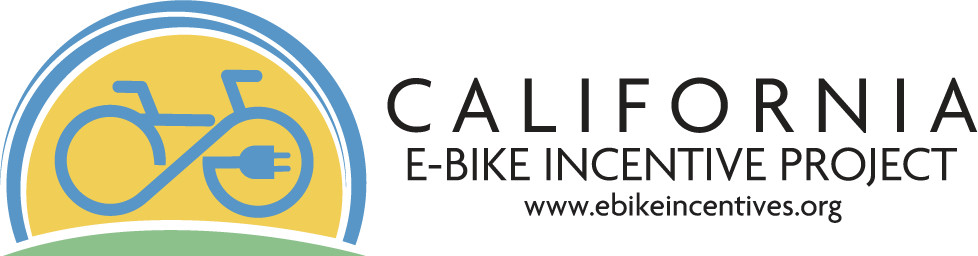 CALIFORNIA
E-BIKE INCENTIVE PROJECT
www.ebikeincentives.org